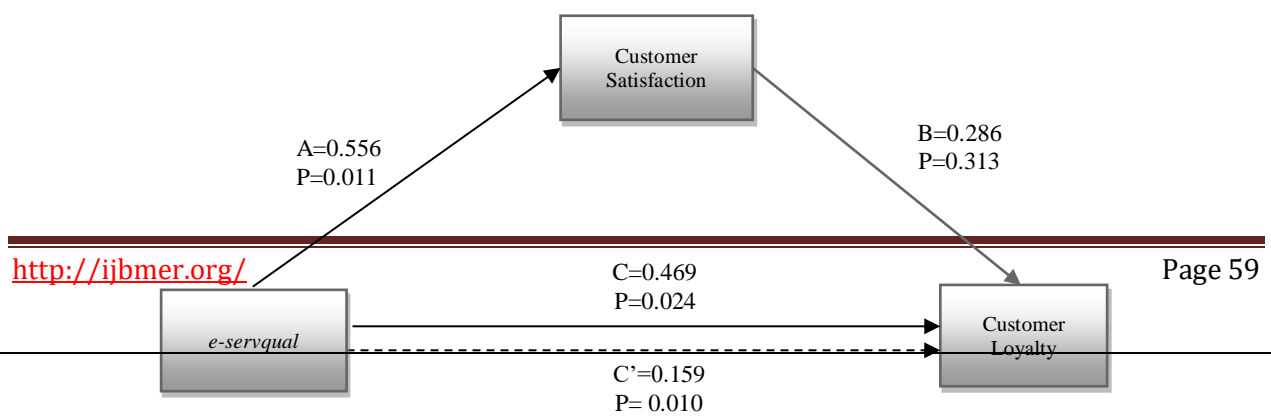 Customer
Satisfaction
A=0.556
P=0.011
B=0.286
P=0.313
http://ijbmer.org/
Page 59
C=0.469
P=0.024
e-servqual
Customer
Loyalty
C’=0.159
P= 0.010